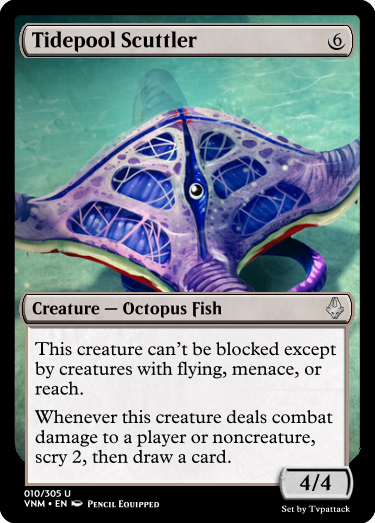 Tidepool Scuttler 6
Creature — Octopus Fish
This creature can't be blocked except
by creatures with flying, menace, or
reach.
Whenever this creature deals combat
damage to a player or noncreature,
scry 2, then draw a card.
4/4
010/305 U
VNM • EN Pencil Equipped
Set by Tvpattack